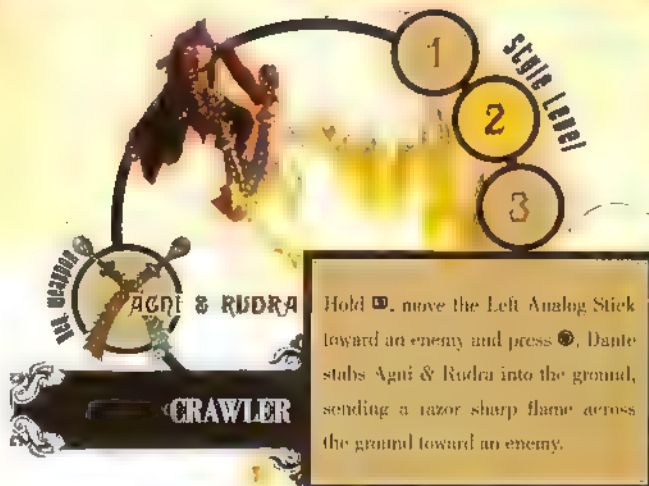 1
2
3
Style Level
AGNI & RUDRA
CRAWLER
Hold R1, move the Left Analog Stick
toward an enemy and press , Dante
stabs Agni & Rudra into the ground,
sending a razor sharp flame across
the ground toward an enemy.